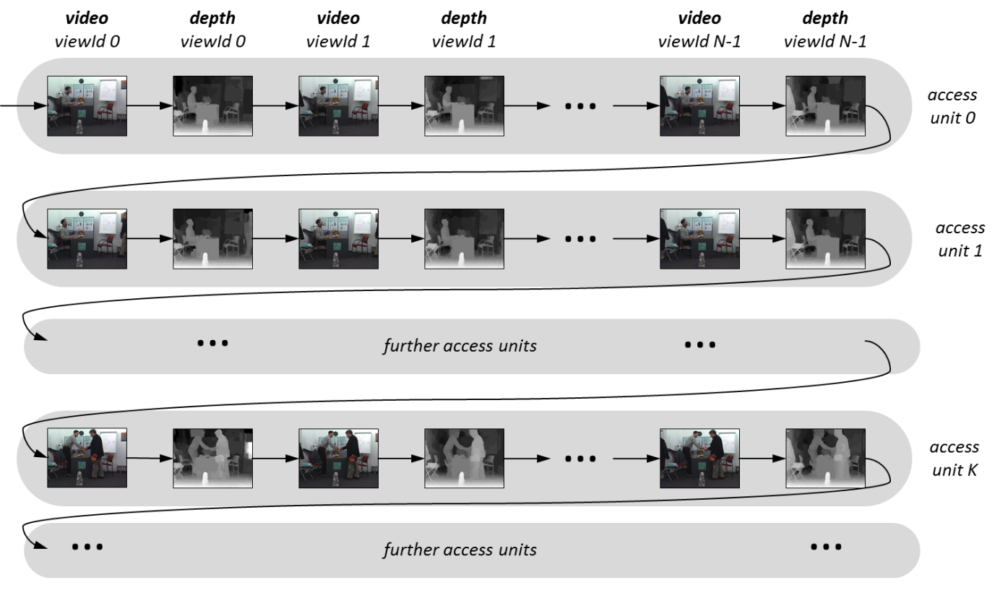 video depth video depth video depth
viewId 0 viewId 0 viewId 1 viewId 1 viewId N-1 viewId N-1
access
unit 0
access
unit 1
further access units
access
unit K
further access units